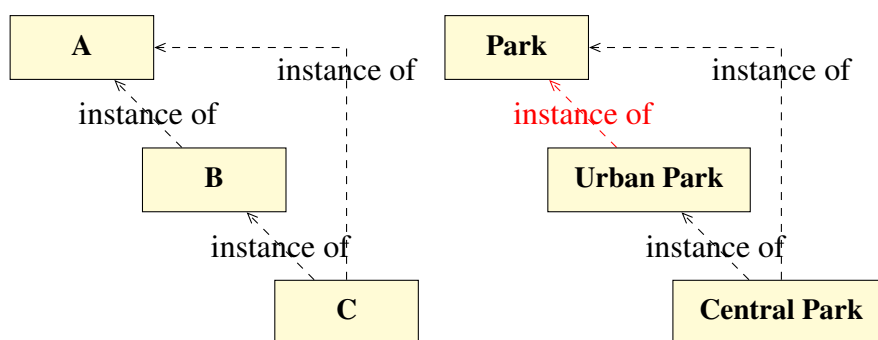 A
instance of
instance of
B
instance of
C
Park
instance of
instance of
Urban Park
instance of
Central Park